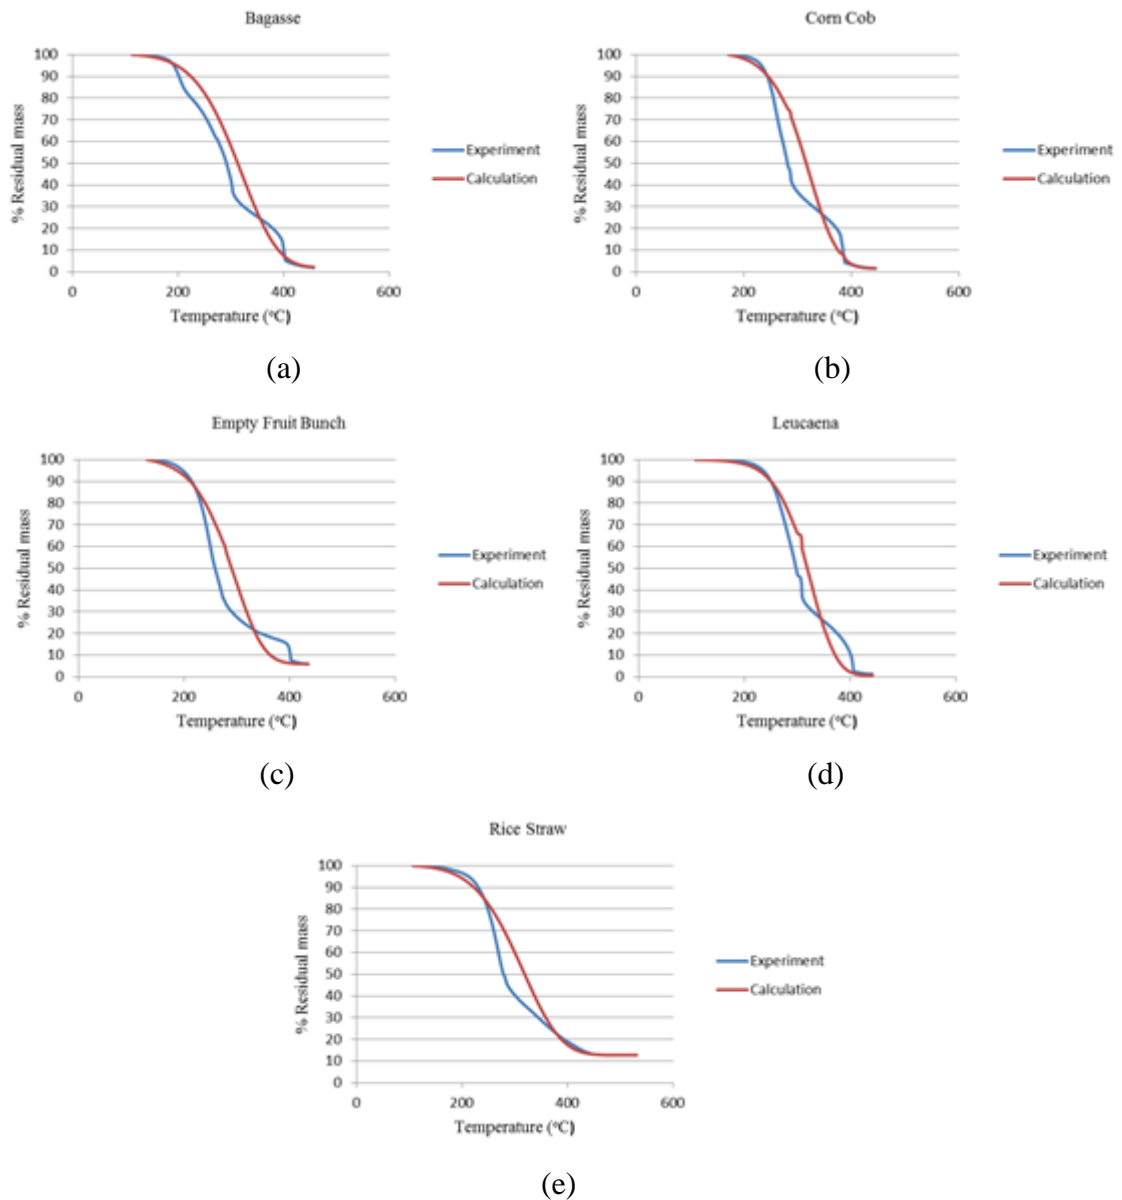 Bagasse
100
90
80
70
60
50
40
30
20
10
0
% Residual mass
0 200 400 600
Temperature (°C)
Experiment
Calculation
(a)
Corn Cob
100
90
80
70
60
50
40
30
20
10
0
% Residual mass
0 200 400 600
Temperature (°C)
Experiment
Calculation
(b)
Empty Fruit Bunch
100
90
80
70
60
50
40
30
20
10
0
% Residual mass
0 200 400 600
Temperature (°C)
Experiment
Calculation
(c)
Leucaena
100
90
80
70
60
50
40
30
20
10
0
% Residual mass
0 200 400 600
Temperature (°C)
Experiment
Calculation
(d)
Rice Straw
100
90
80
70
60
50
40
30
20
10
0
% Residual mass
0 200 400 600
Temperature (°C)
Experiment
Calculation
(e)